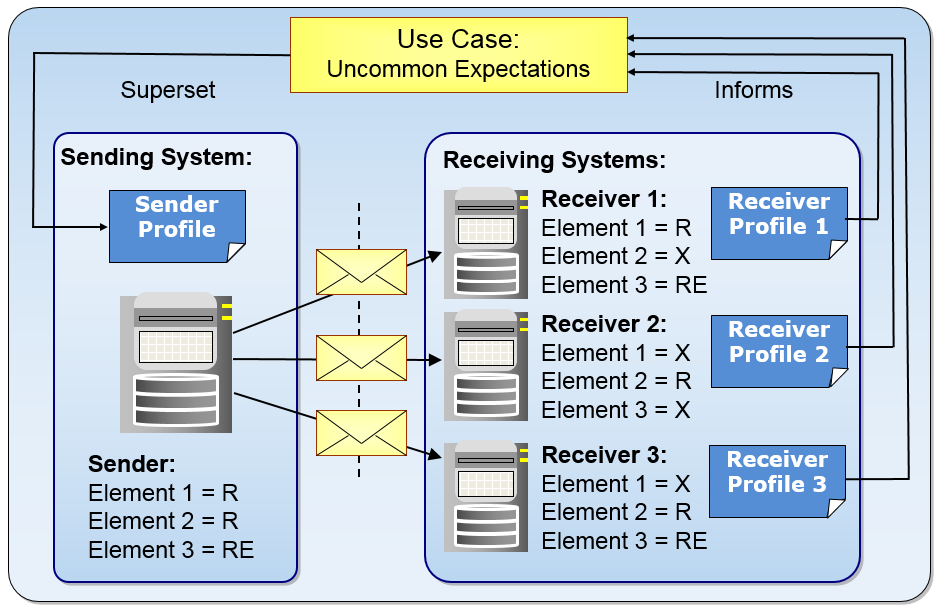 Use Case:
Uncommon Expectations
Superset
Informs
Sending System:
Sender
Profile
Sender:
Element 1 = R
Element 2 = R
Element 3 = RE
Receiving Systems:
Receiver 1:
Element 1 = R
Element 2 = X
Element 3 = RE
Receiver
Profile 1
Receiver 2:
Element 1 = X
Element 2 = R
Element 3 = X
Receiver
Profile 2
Receiver 3:
Element 1 = X
Element 2 = R
Element 3 = RE
Receiver
Profile 3